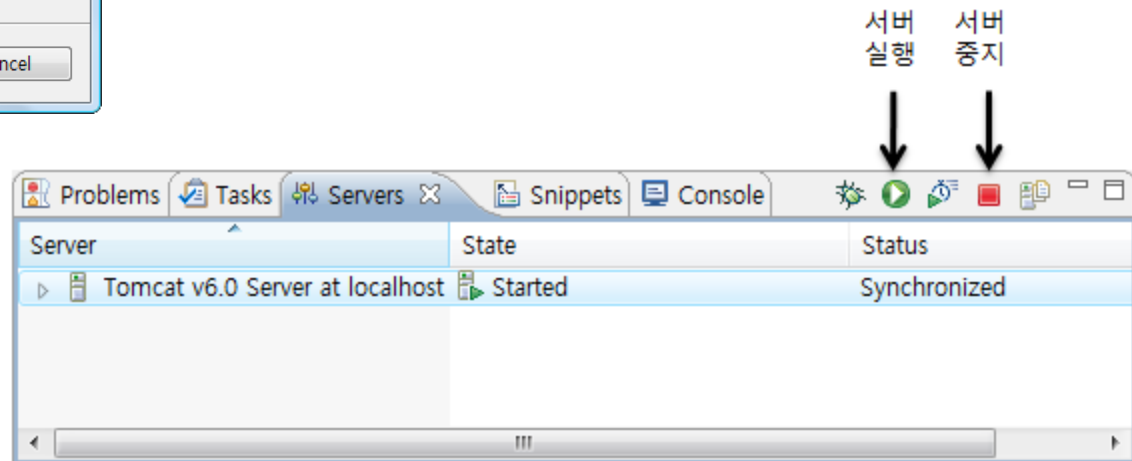 ncel
서버 서버
실행 중지
Problems Tasks Servers Snippets Console
Server State Status
Tomcat v6.0 Server at localhost Started Synchronized